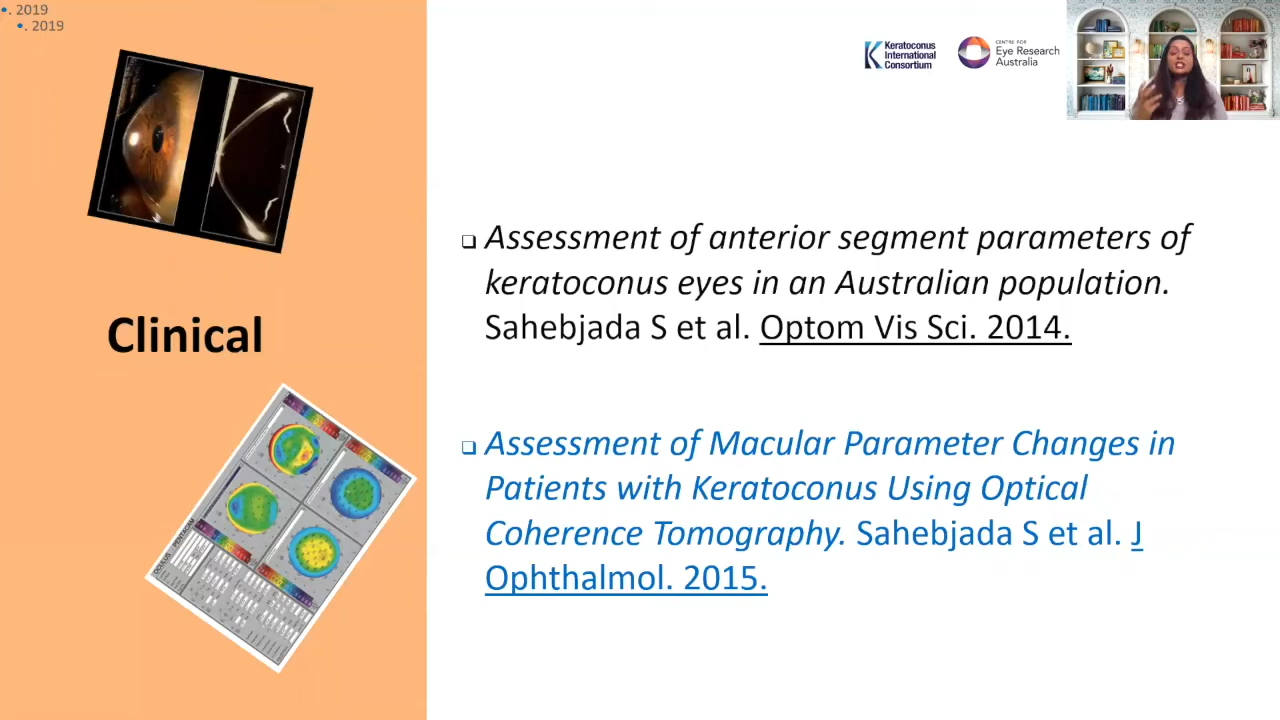 . 2019
. 2019
Keratoconus
International
Consortium
CENTRE FOR
Eye Research
Australia
Assessment of anterior segment parameters of
keratoconus eyes in an Australian population.
Sahebjada S et al. Optom Vis Sci. 2014.
Clinical
Assessment of Macular Parameter Changes in
Patients with Keratoconus Using Optical
Coherence Tomography. Sahebjada S et al. J
Ophthalmol. 2015.
OCULUS PENTACAM